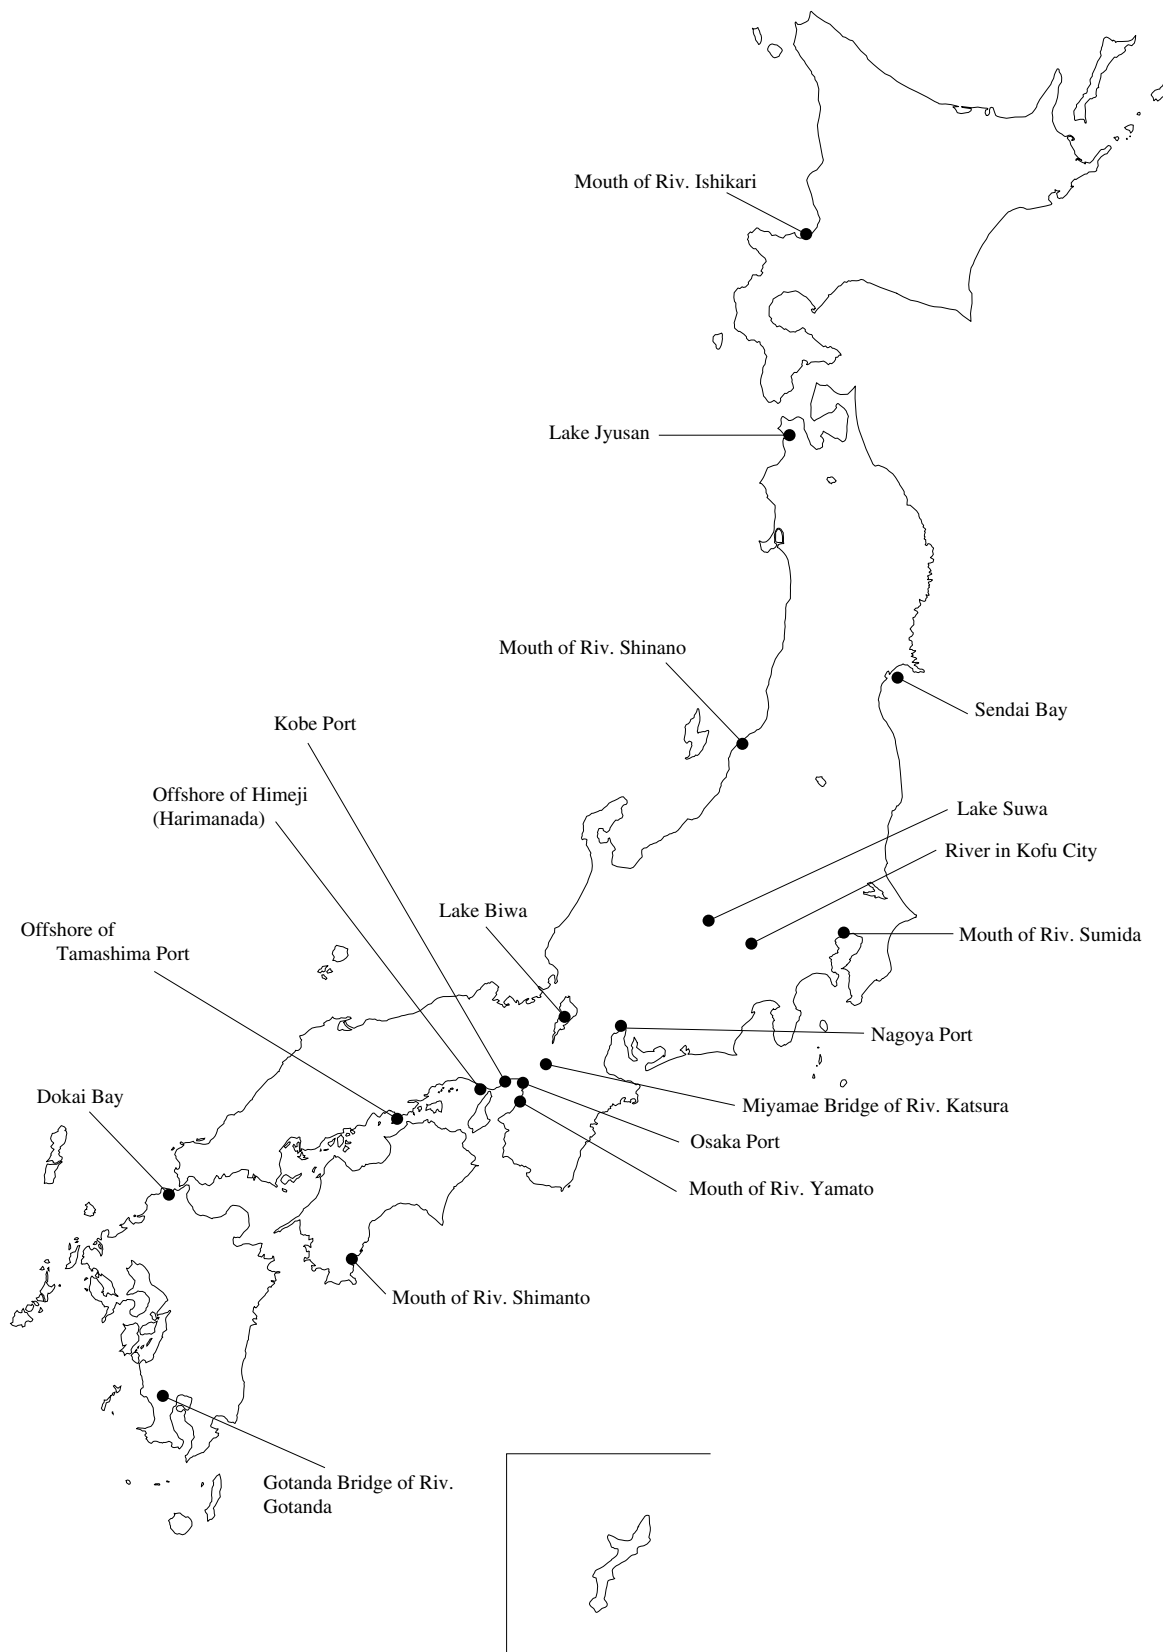 Mouth of Riv. Ishikari
Lake Jyusan
Mouth of Riv. Shinano
Sendai Bay
Kobe Port
Offshore of Himeji
(Harimanada)
Lake Suwa
River in Kofu City
Lake Biwa
Offshore of
Tamashima Port
Mouth of Riv. Sumida
Nagoya Port
Dokai Bay
Miyamae Bridge of Riv. Katsura
Osaka Port
Mouth of Riv. Yamato
Mouth of Riv. Shimanto
Gotanda Bridge of Riv.
Gotanda